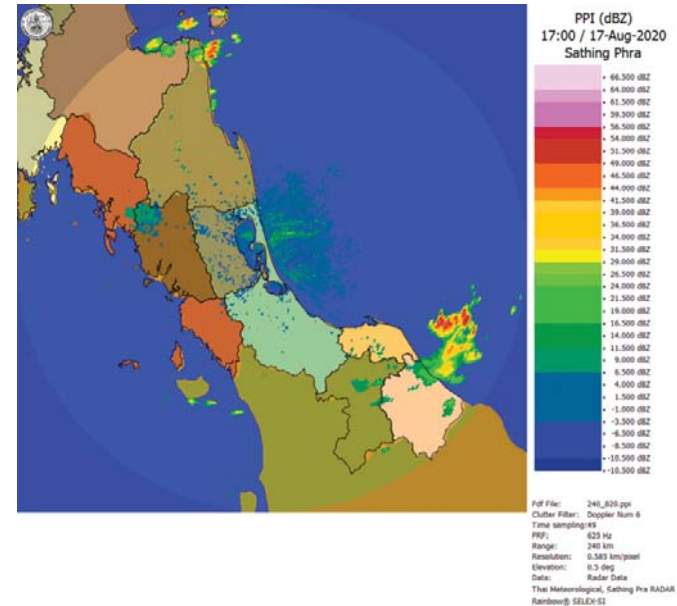 PPI (dBZ)
17:00 / 17-Aug-2020
Sathing Phra
66.500 dBZ
64.000 dBZ
61.500 dBZ
59.500 dBZ
56.500 dBZ
54.000 dBZ
51.500 dBZ
49.000 dBZ
46.500 dBZ
44.000 dBZ
41.500 dBZ
39.000 dBZ
36.500 dBZ
34.000 dBZ
31.500 dBZ
29.000 dBZ
26.500 dBZ
24.000 dBZ
21.500 dBZ
19.000 dBZ
16.500 dBZ
14.000 dBZ
11.500 dBZ
9.000 dBZ
6.500 dBZ
4.000 dBZ
1.500 dBZ
-1.000 dBZ
-3.500 dBZ
-6.500 dBZ
-8.500 dBZ
-10.500 dBZ
-10.500 dBZ
Pdf File: 240_820.ppi
Clutter Filter: Doppler Num 6
Time sampling:49
PRF: 625 Hz
Range: 240 km
Resolution: 0.585 km/pixel
Elevation: 0.5 deg
Data: Radar Data
Thai Meteorological, Sathing Pra RADAR
Rainbow® SELEX-SI